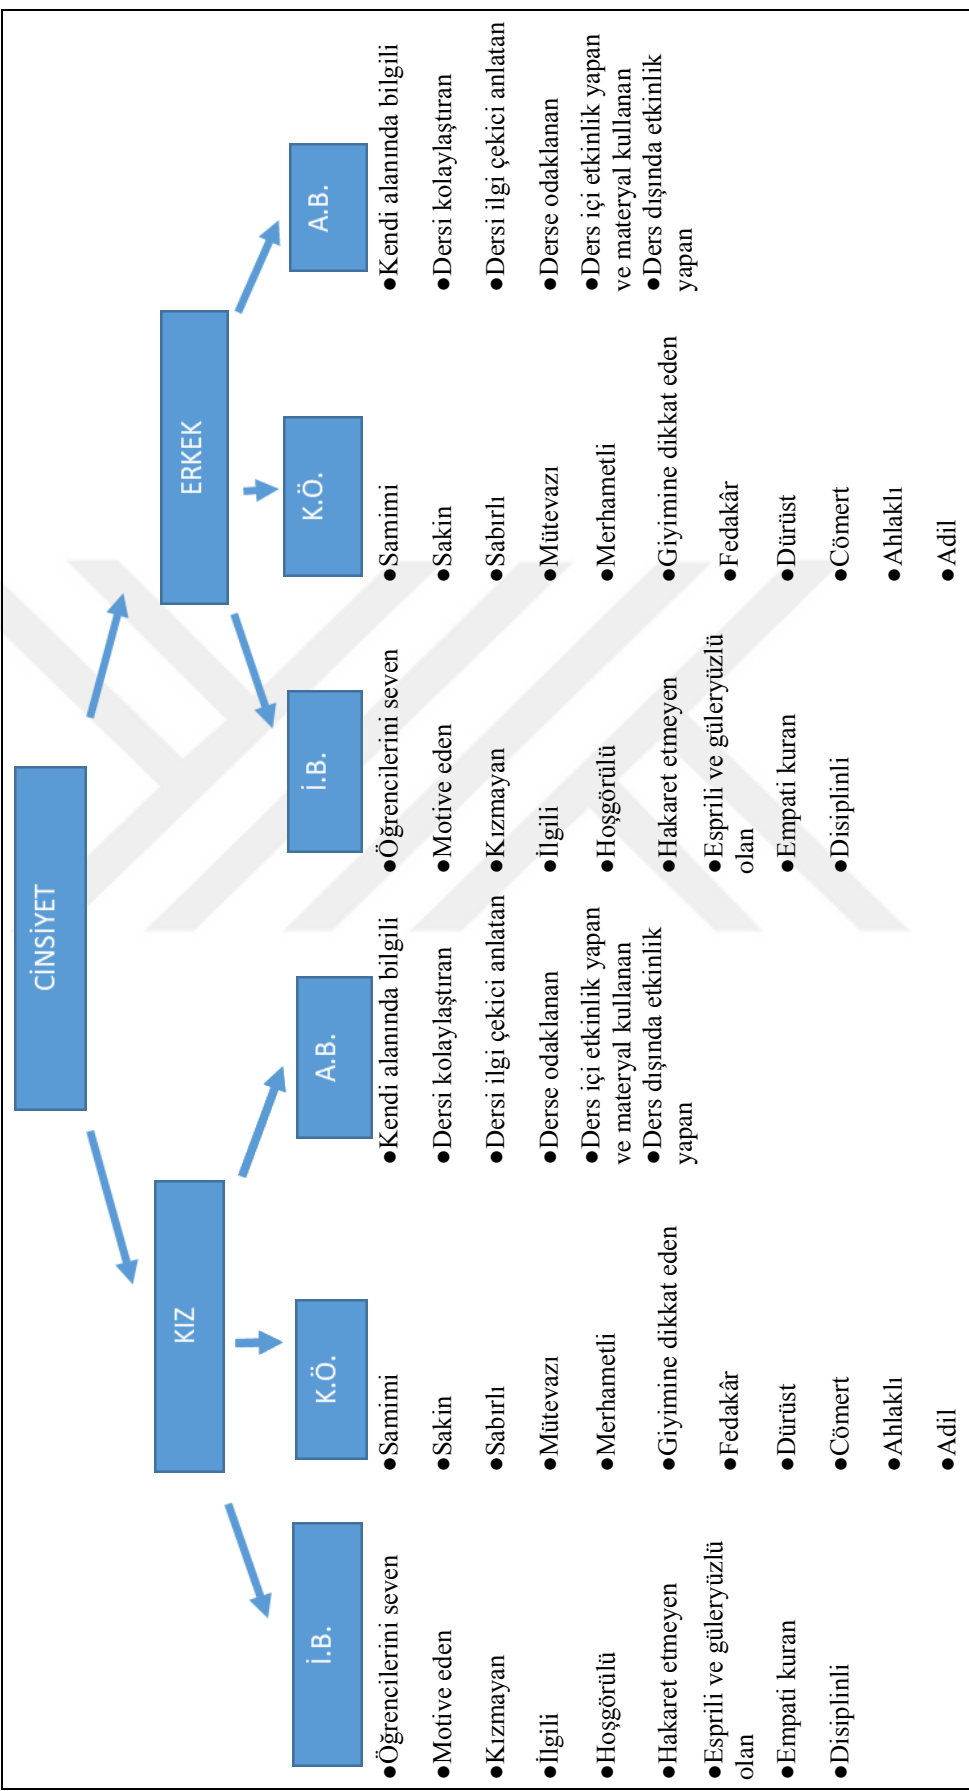 CİNSİYET
KIZ
ERKEK
İ.B.
K.Ö.
A.B.
İ.B.
K.Ö.
A.B.
●Öğrencilerini seven
●Motive eden
●Kızmayan
●İlgili
●Hoşgörülü
●Hakaret etmeyen
●Esprili ve güleryüzlü
olan
●Empati kuran
●Disiplinli
●Samimi
●Sakin
●Sabırlı
●Mütevazı
●Merhametli
●Giyimine dikkat eden
●Fedakâr
●Dürüst
●Cömert
●Ahlaklı
●Adil
●Kendi alanında bilgili
●Dersi kolaylaştıran
●Dersi ilgi çekici anlatan
●Derse odaklanan
●Ders içi etkinlik yapan
ve materyal kullanan
●Ders dışında etkinlik
yapan
●Öğrencilerini seven
●Motive eden
●Kızmayan
●İlgili
●Hoşgörülü
●Hakaret etmeyen
●Esprili ve güleryüzlü
olan
●Empati kuran
●Disiplinli
●Samimi
●Sakin
●Sabırlı
●Mütevazı
●Merhametli
●Giyimine dikkat eden
●Fedakâr
●Dürüst
●Cömert
●Ahlaklı
●Adil
●Kendi alanında bilgili
●Dersi kolaylaştıran
●Dersi ilgi çekici anlatan
●Derse odaklanan
●Ders içi etkinlik yapan
ve materyal kullanan
●Ders dışında etkinlik
yapan